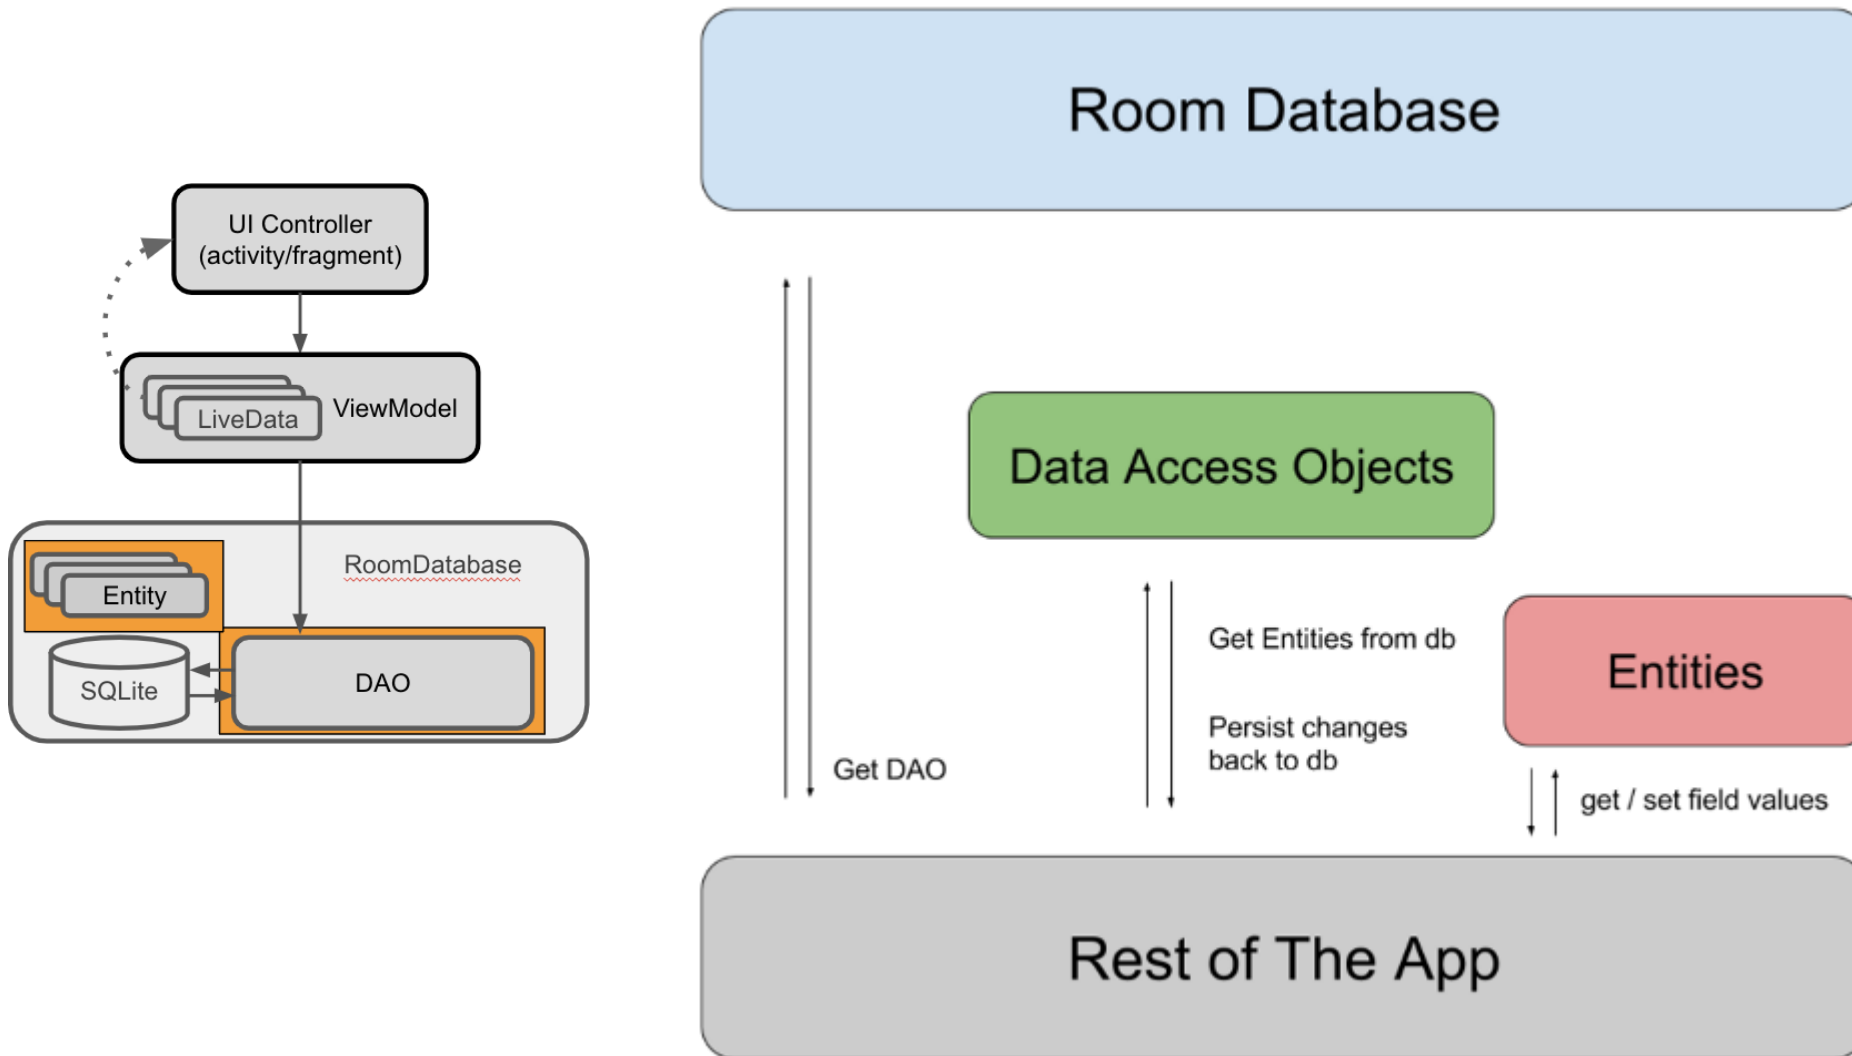 UI Controller
(activity/fragment)
LiveData
ViewModel
RoomDatabase
Entity
SQLite
DAO
Room Database
Data Access Objects
Get Entities from db
Persist changes
back to db
Entities
Get DAO
get / set field values
Rest of The App